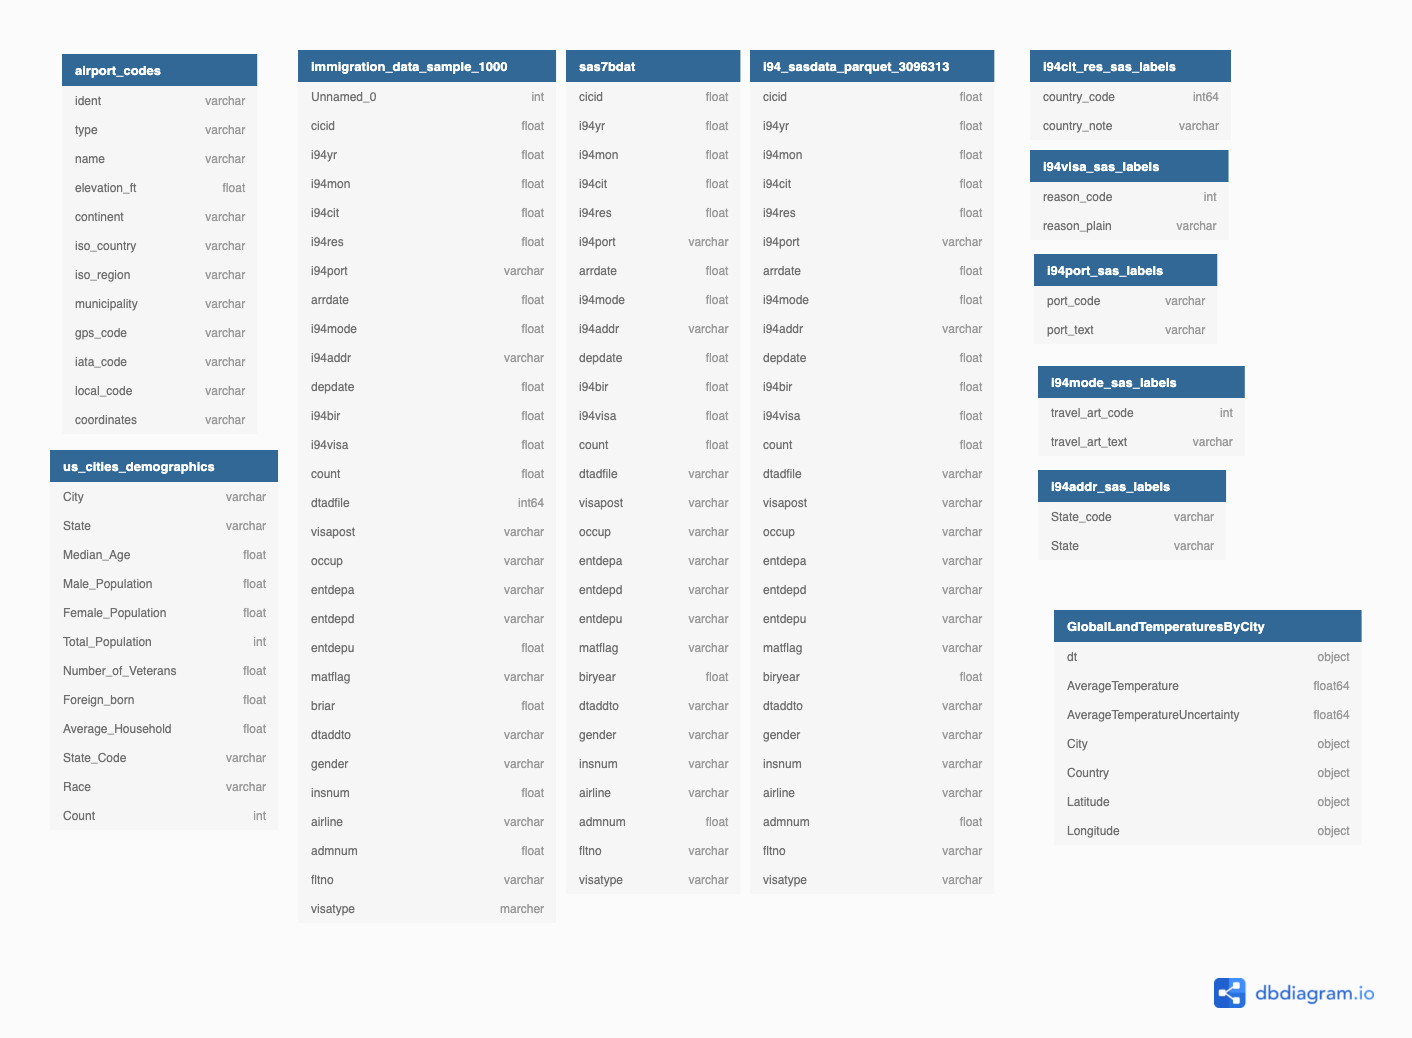 airport_codes
ident varchar
type varchar
name varchar
elevation_ft float
continent varchar
iso_country varchar
iso_region varchar
municipality varchar
gps_code varchar
iata_code varchar
local_code varchar
coordinates varchar
us_cities_demographics
City varchar
State varchar
Median_Age float
Male_Population float
Female_Population float
Total_Population int
Number_of_Veterans float
Foreign_born float
Average_Household float
State_Code varchar
Race varchar
Count int
immigration_data_sample_1000
Unnamed_0 int
cicid float
i94yr float
i94mon float
i94cit float
i94res float
i94port varchar
arrdate float
i94mode float
i94addr varchar
depdate float
i94bir float
i94visa float
count float
dtadfile int64
visapost varchar
occup varchar
entdepa varchar
entdepd varchar
entdepu float
matflag varchar
briar float
dtaddto varchar
gender varchar
insnum float
airline varchar
admnum float
fltno varchar
visatype marcher
sas7bdat
cicid float
i94yr float
i94mon float
i94cit float
i94res float
i94port varchar
arrdate float
i94mode float
i94addr varchar
depdate float
i94bir float
i94visa float
count float
dtadfile varchar
visapost varchar
occup varchar
entdepa varchar
entdepd varchar
entdepu varchar
matflag varchar
biryear float
dtaddto varchar
gender varchar
insnum varchar
airline varchar
admnum float
fltno varchar
visatype varchar
i94_sasdata_parquet_3096313
cicid float
i94yr float
i94mon float
i94cit float
i94res float
i94port varchar
arrdate float
i94mode float
i94addr varchar
depdate float
i94bir float
i94visa float
count float
dtadfile varchar
visapost varchar
occup varchar
entdepa varchar
entdepd varchar
entdepu varchar
matflag varchar
biryear float
dtaddto varchar
gender varchar
insnum varchar
airline varchar
admnum float
fltno varchar
visatype varchar
i94cit_res_sas_labels
country_code int64
country_note varchar
i94visa_sas_labels
reason_code int
reason_plain varchar
i94port_sas_labels
port_code varchar
port_text varchar
i94mode_sas_labels
travel_art_code int
travel_art_text varchar
i94addr_sas_labels
State_code varchar
State varchar
GlobalLandTemperaturesByCity
dt object
AverageTemperature float64
AverageTemperatureUncertainty float64
City object
Country object
Latitude object
Longitude object
dbdiagram.io